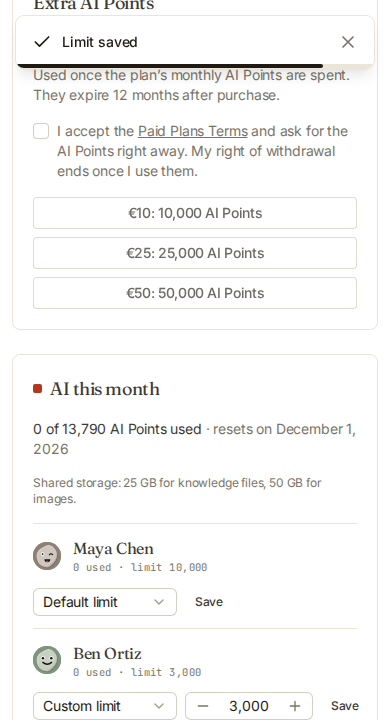 Extra AI Points
Limit saved
Used once the plan's monthly AI Points are spent.
They expire 12 months after purchase.
I accept the Paid Plans Terms and ask for the
AI Points right away. My right of withdrawal
ends once I use them.
€10: 10,000 AI Points
€25: 25,000 AI Points
€50: 50,000 AI Points
AI this month
0 of 13,790 AI Points used · resets on December 1,
2026
Shared storage: 25 GB for knowledge files, 50 GB for
images.
Maya Chen
0 used · limit 10,000
Default limit
Save
Ben Ortiz
0 used · limit 3,000
Custom limit
3,000
Save